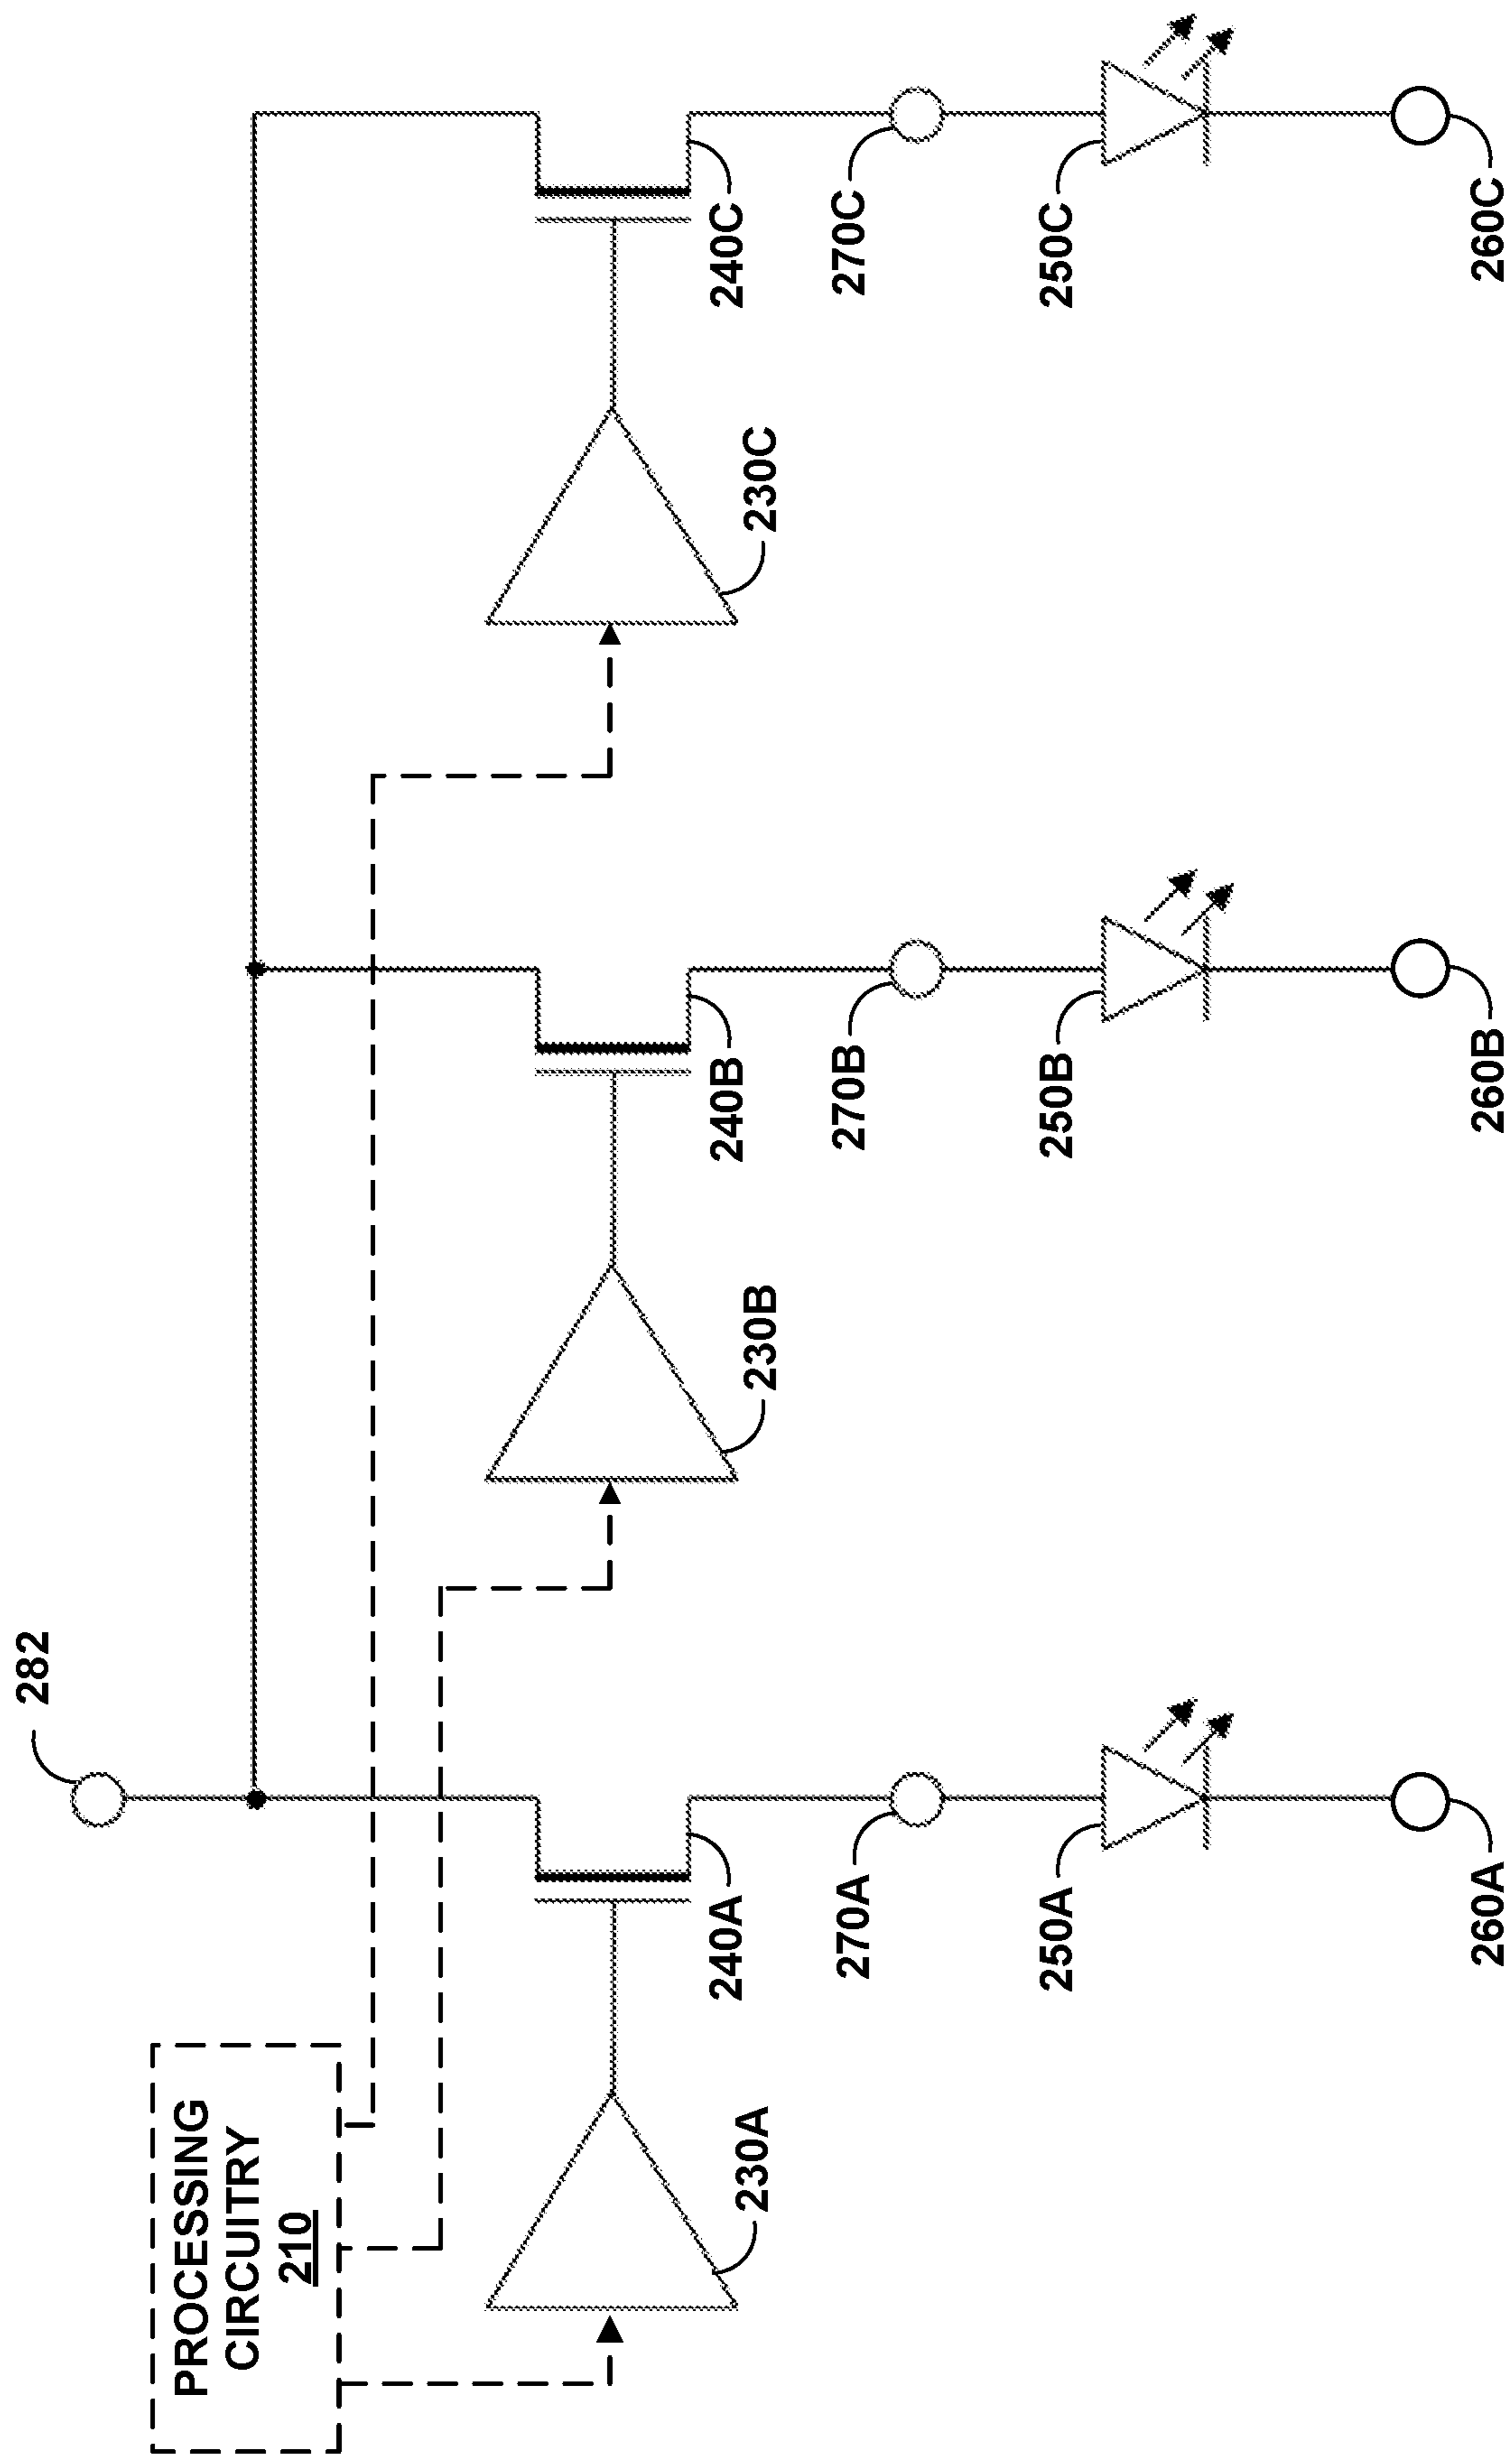 282
PROCESSING
CIRCUITRY
210
230A
230B
230C
240A
240B
240C
270A
270B
270C
250A
250B
250C
260A
260B
260C